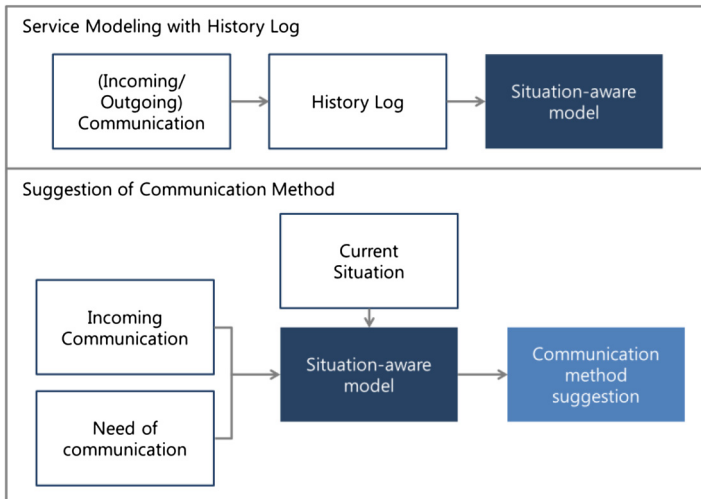 Service Modeling with History Log
(Incoming/
Outgoing)
Communication
History Log
Situation-aware
model
Suggestion of Communication Method
Current
Situation
Incoming
Communication
Need of
communication
Situation-aware
model
Communication
method
suggestion